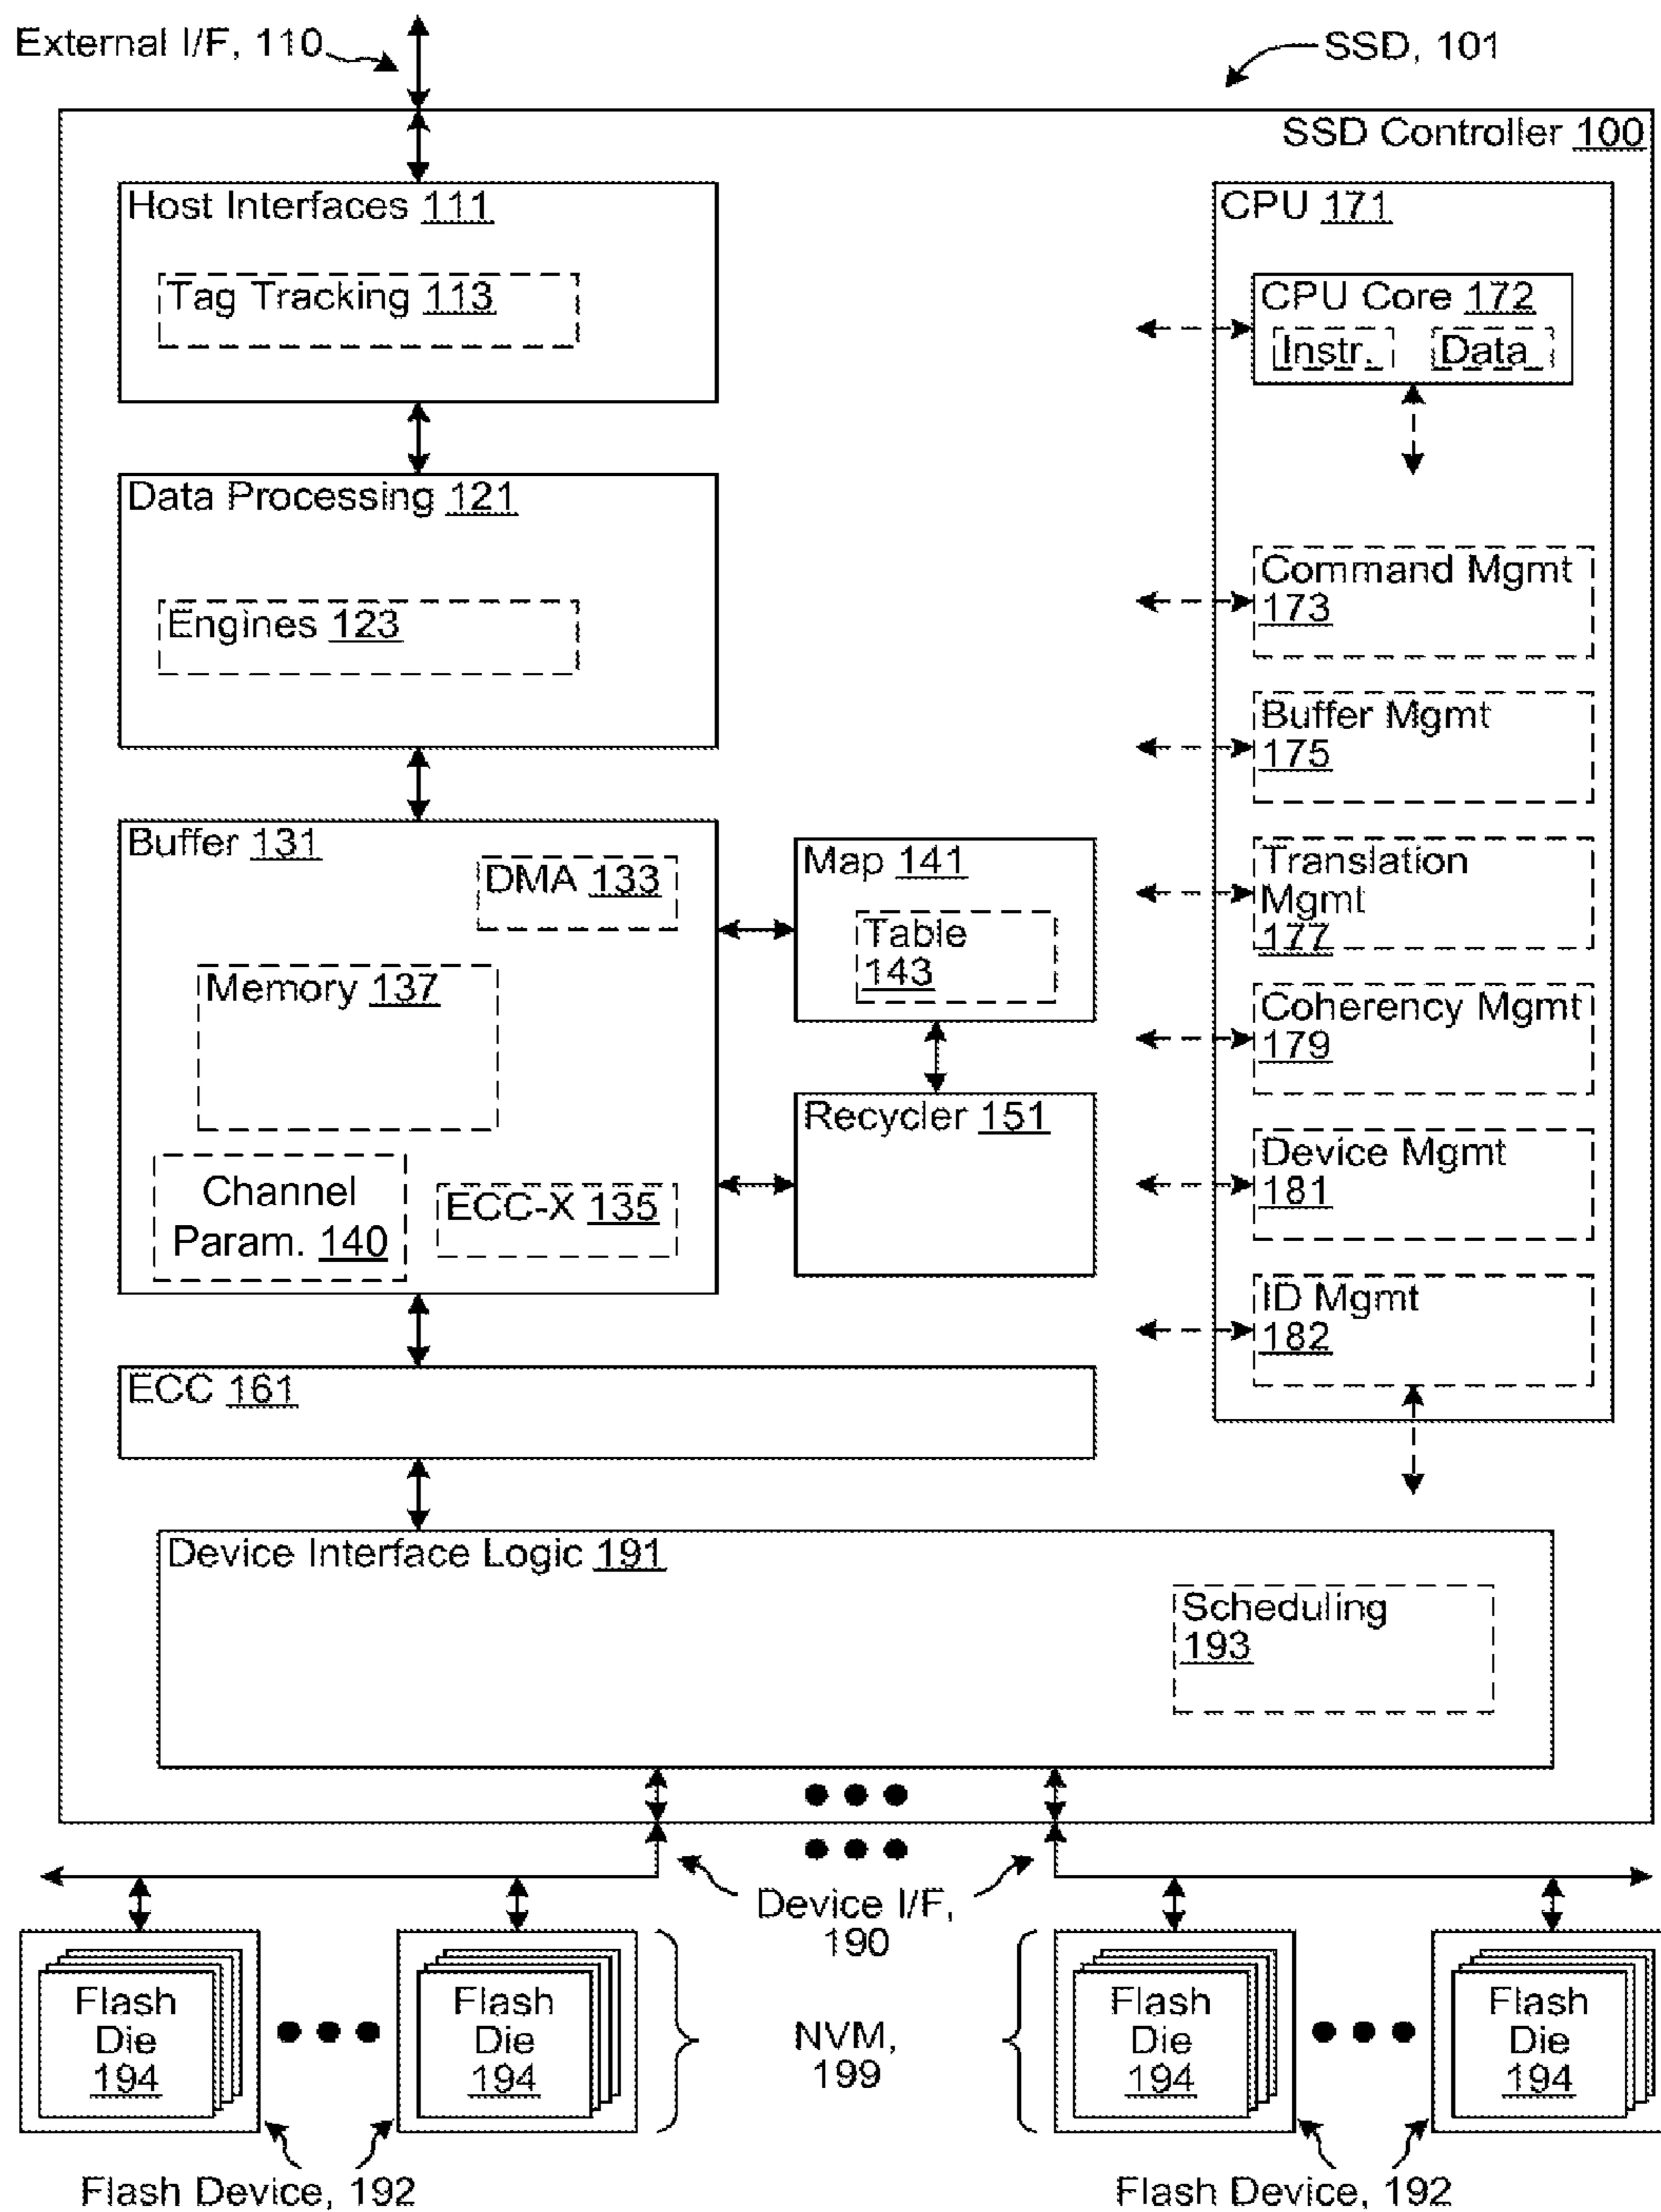 External I/F, 110
SSD, 101
SSD Controller 100
Host Interfaces 111
Tag Tracking 113
Data Processing 121
Engines 123
Buffer 131
DMA 133
Memory 137
Channel
Param. 140
ECC-X 135
Map 141
Table
143
Recycler 151
ECC 161
CPU 171
CPU Core 172
Instr.
Data
Command Mgmt
173
Buffer Mgmt
175
Translation
Mgmt
177
Coherency Mgmt
179
Device Mgmt
181
ID Mgmt
182
Device Interface Logic 191
Scheduling
193
Device I/F,
190
Flash
Die
194
Flash
Die
194
NVM,
199
Flash
Die
194
Flash
Die
194
Flash Device, 192
Flash Device, 192